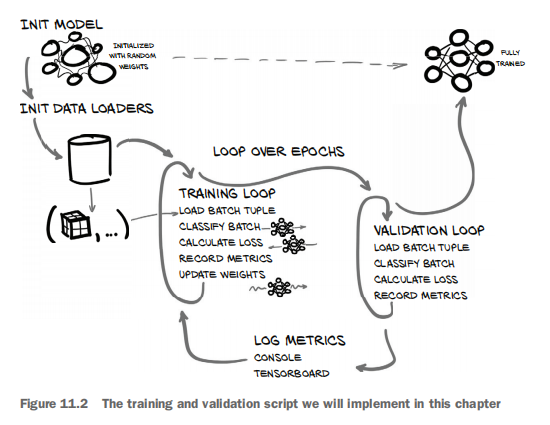 INIT MODEL
INITIALIZED
WITH RANDOM
WEIGHTS
FULLY
TRAINED
INIT DATA LOADERS
LOOP OVER EPOCHS
( , ...)
TRAINING LOOP
LOAD BATCH TUPLE
CLASSIFY BATCH
CALCULATE LOSS
RECORD METRICS
UPDATE WEIGHTS
VALIDATION LOOP
LOAD BATCH TUPLE
CLASSIFY BATCH
CALCULATE LOSS
RECORD METRICS
LOG METRICS
CONSOLE
TENSORBOARD
Figure 11.2 The training and validation script we will implement in this chapter